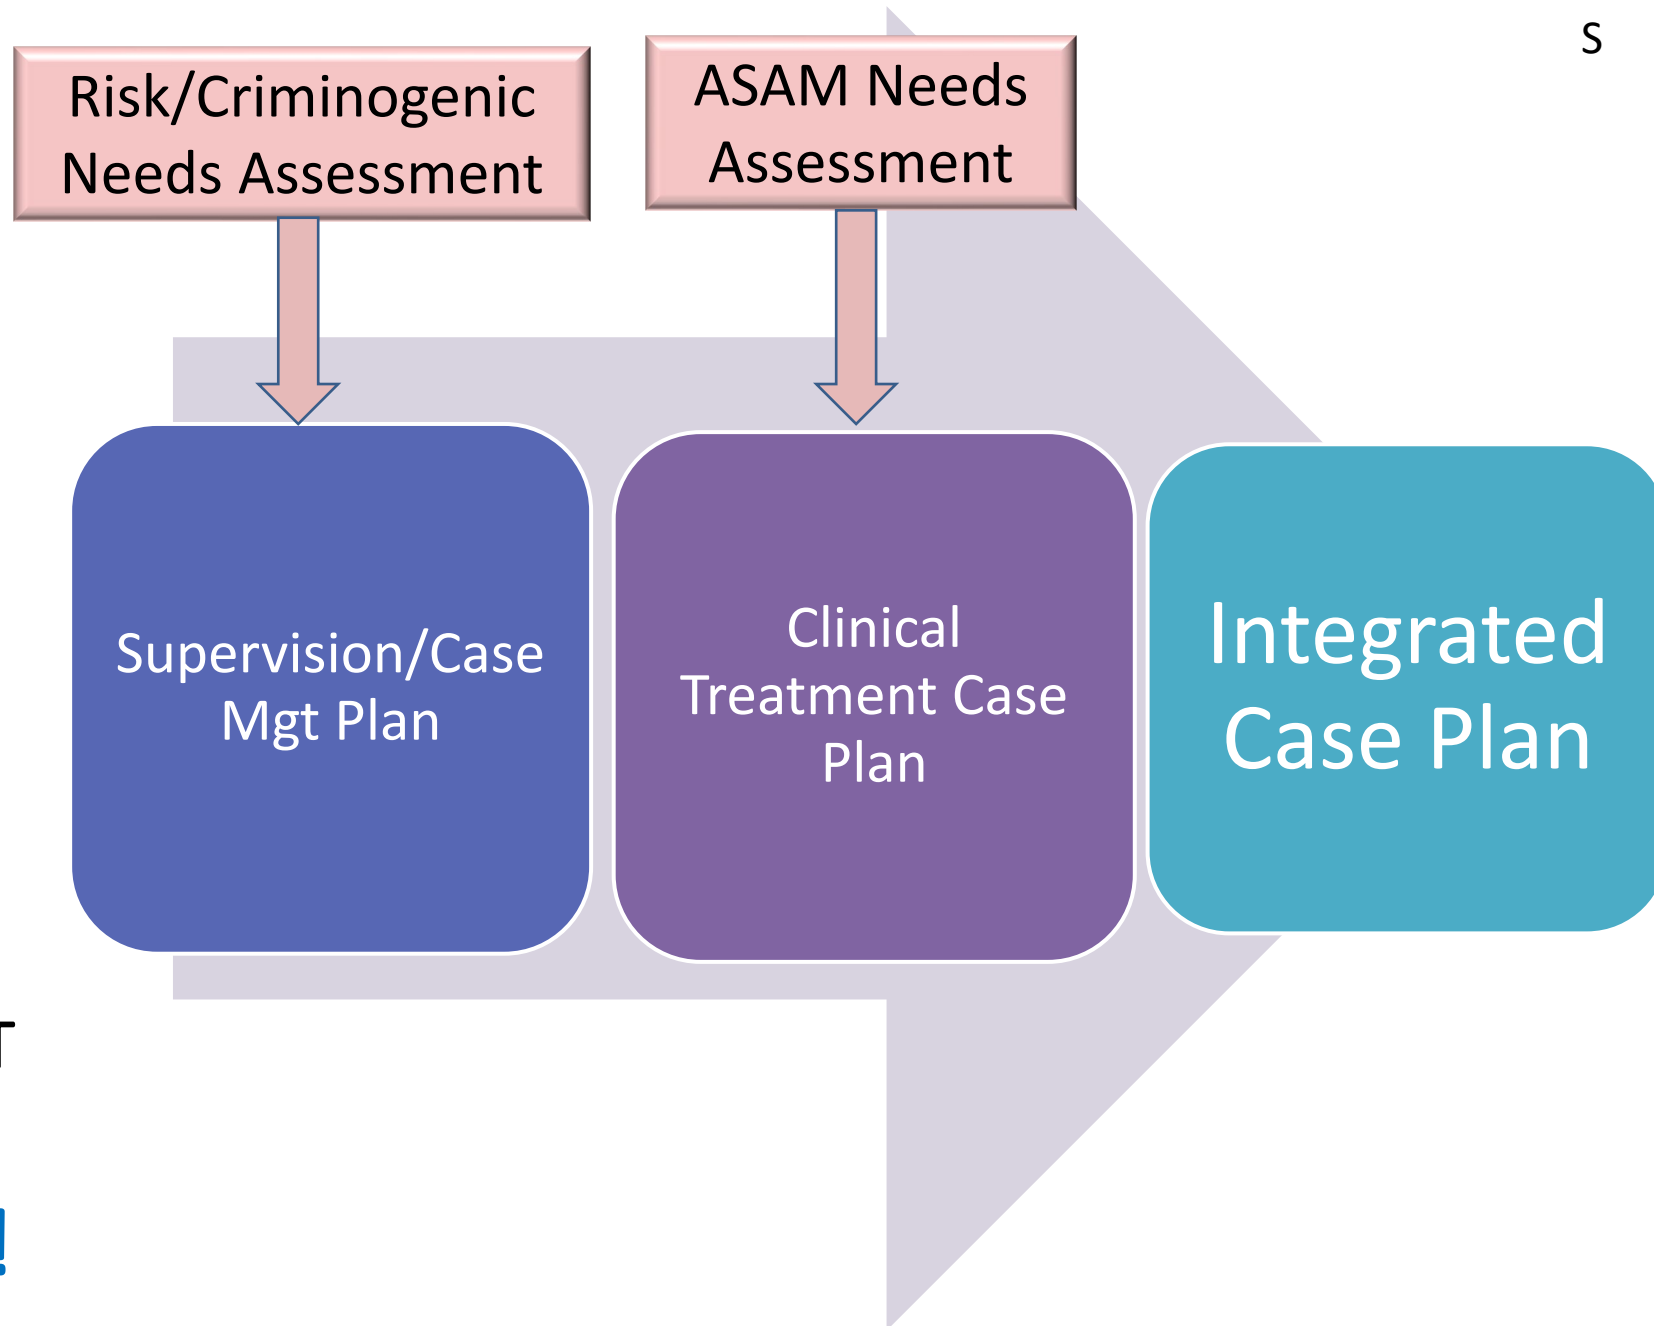 S
Risk/Criminogenic
Needs Assessment
ASAM Needs
Assessment
Supervision/Case
Mgt Plan
Clinical
Treatment Case
Plan
Integrated
Case Plan
T
!